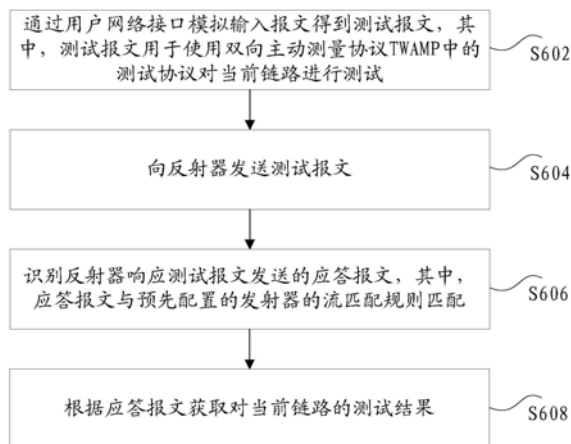 通过用户网络接口模拟输入报文得到测试报文，其
中，测试报文用于使用双向主动测量协议TWAMP中的
测试协议对当前链路进行测试
S602
向反射器发送测试报文
S604
识别反射器响应测试报文发送的应答报文，其中，
应答报文与预先配置的发射器的流匹配规则匹配
S606
根据应答报文获取对当前链路的测试结果
S608